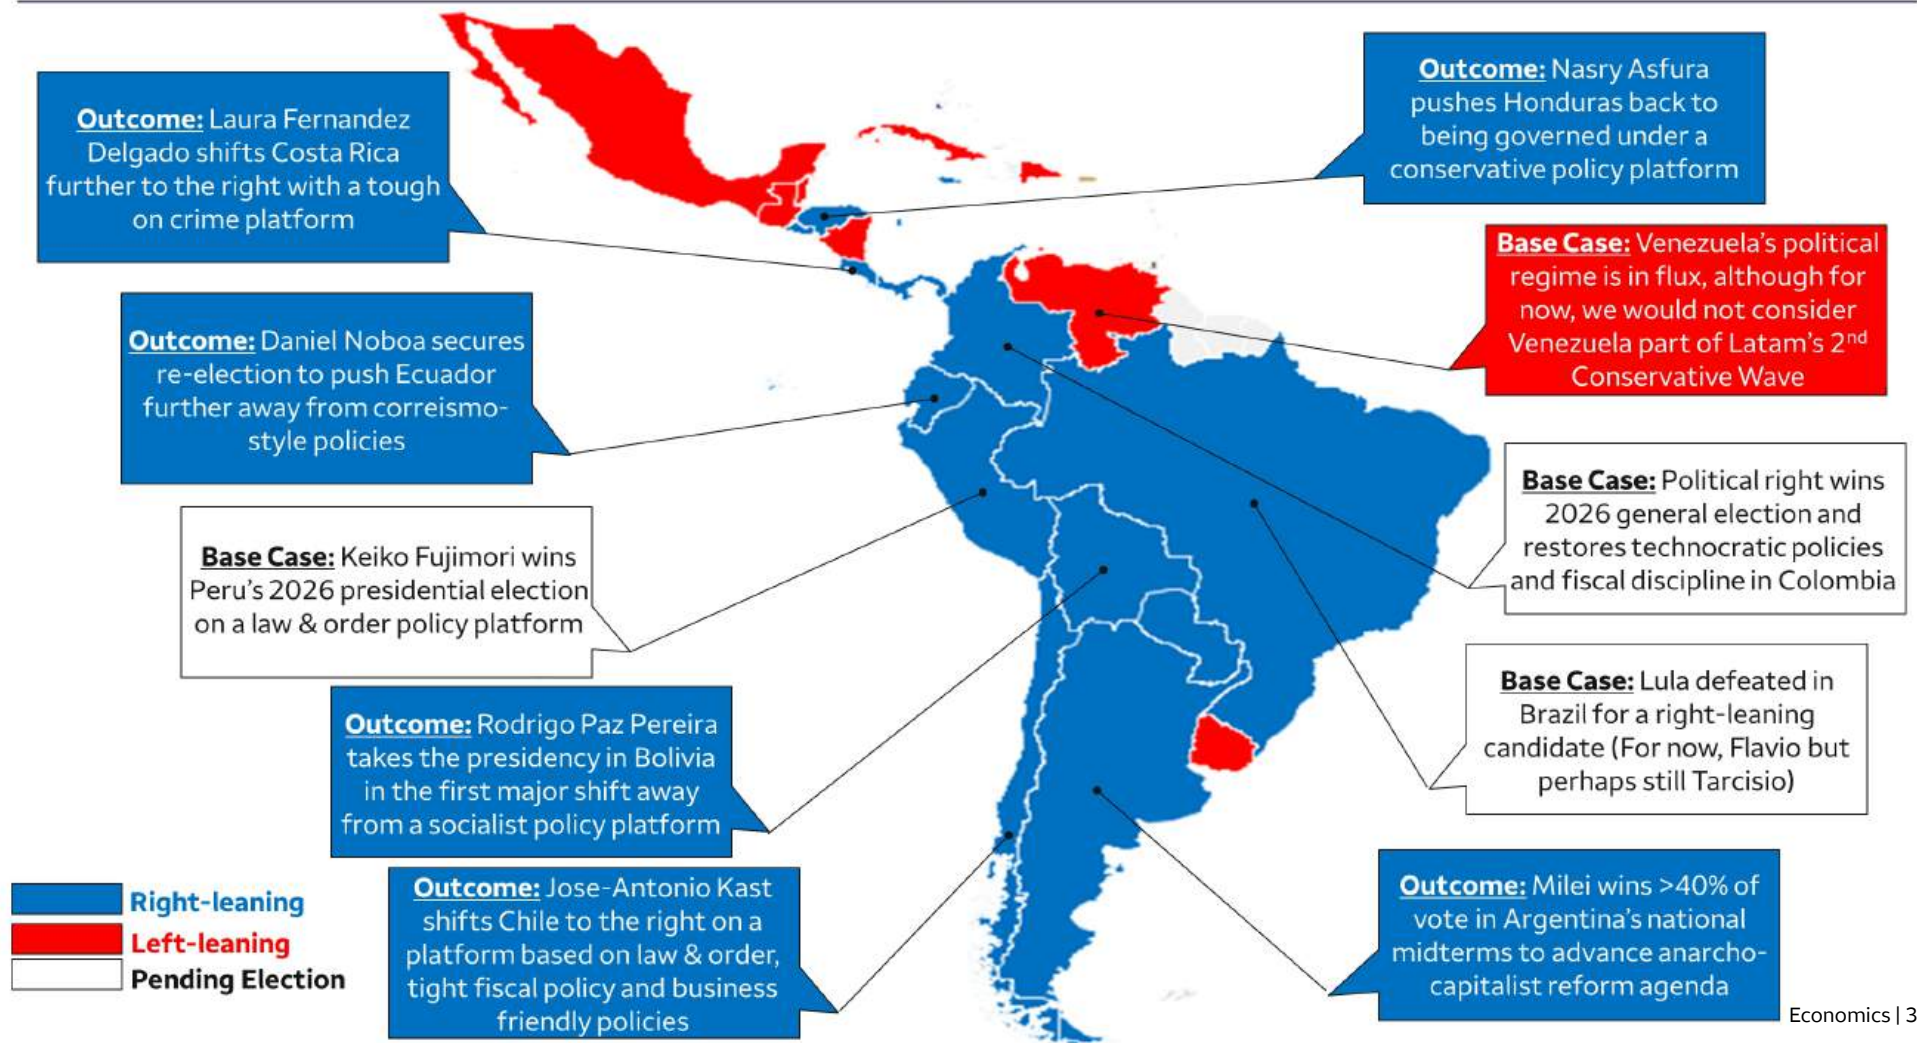 Outcome: Laura Fernandez
Delgado shifts Costa Rica
further to the right with a tough
on crime platform
Outcome: Nasry Asfura
pushes Honduras back to
being governed under a
conservative policy platform
Base Case: Venezuela's political
regime is in flux, although for
now, we would not consider
Venezuela part of Latam's 2nd
Conservative Wave
Outcome: Daniel Noboa secures
re-election to push Ecuador
further away from correismo-
style policies
Base Case: Political right wins
2026 general election and
restores technocratic policies
and fiscal discipline in Colombia
Base Case: Keiko Fujimori wins
Peru's 2026 presidential election
on a law & order policy platform
Base Case: Lula defeated in
Brazil for a right-leaning
candidate (For now, Flavio but
perhaps still Tarcisio)
Outcome: Rodrigo Paz Pereira
takes the presidency in Bolivia
in the first major shift away
from a socialist policy platform
Outcome: Jose-Antonio Kast
shifts Chile to the right on a
platform based on law & order,
tight fiscal policy and business
friendly policies
Outcome: Milei wins >40% of
vote in Argentina's national
midterms to advance anarcho-
capitalist reform agenda
Right-leaning
Left-leaning
Pending Election
Economics | 3